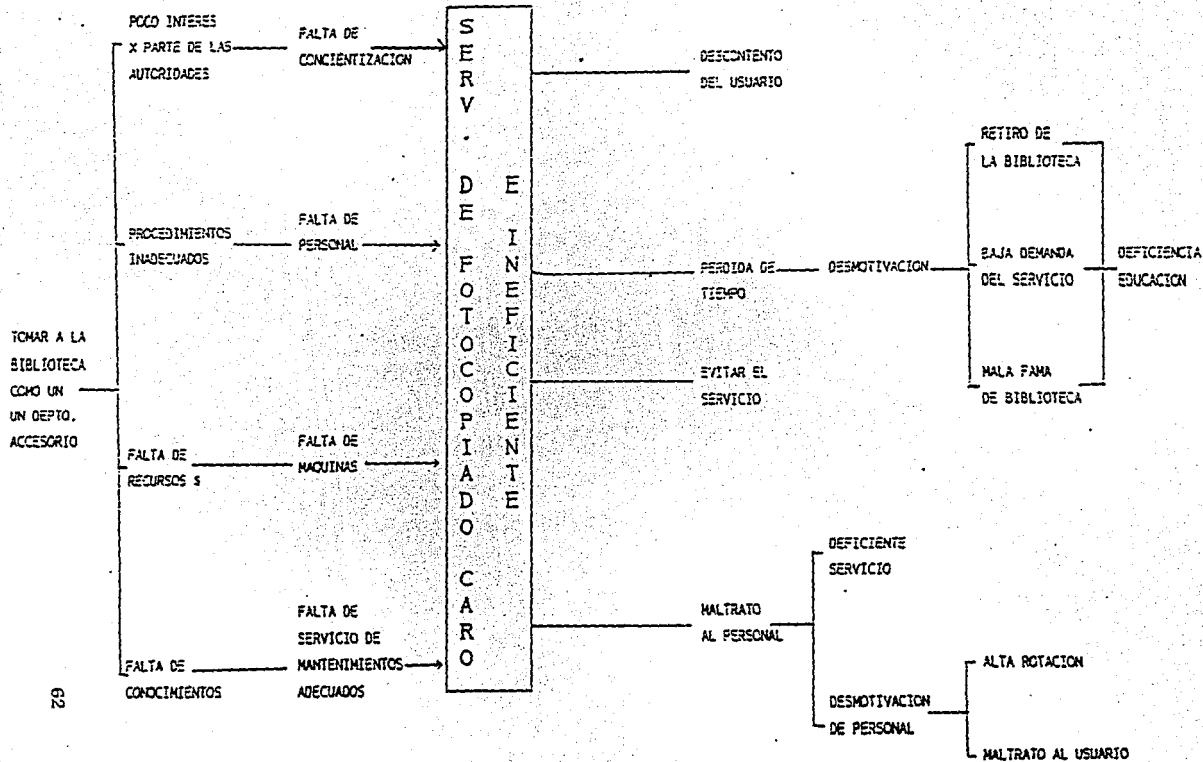 TOMAR A LA
BIBLIOTECA
COMO UN
UN DEPTO.
ACCESORIO
POCO INTERES
X PARTE DE LAS
AUTORIDADES
FALTA DE
CONCIENTIZACION
PROCEDIMIENTOS
INADECUADOS
FALTA DE
PERSONAL
FALTA DE
RECURSOS $
FALTA DE
MAQUINAS
FALTA DE
CONOCIMIENTOS
FALTA DE
SERVICIO DE
MANTENIMIENTOS
ADECUADOS
SERV. DE FOTOCOPIADO CARO
E INEFICIENTE
DESCONTENTO
DEL USUARIO
PERDIDA DE
TIEMPO
DESMOTIVACION
RETIRO DE
LA BIBLIOTECA
BAJA DEMANDA
DEL SERVICIO
MALA FAMA
DE BIBLIOTECA
DEFICIENCIA
EDUCACION
EVITAR EL
SERVICIO
MALTRATO
AL PERSONAL
DEFICIENTE
SERVICIO
DESMOTIVACION
DE PERSONAL
ALTA ROTACION
MALTRATO AL USUARIO
62